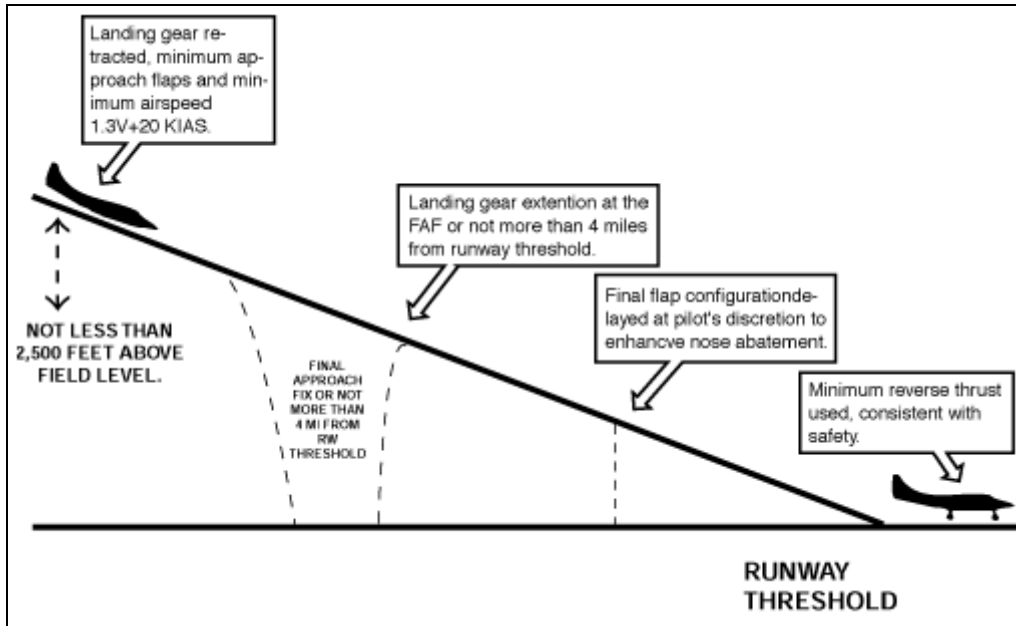 Landing gear re-
tracted, minimum ap-
proach flaps and min-
imum airspeed
1.3V+20 KIAS.
Landing gear extention at the
FAF or not more than 4 miles
from runway threshold.
Final flap configurationde-
layed at pilot's discretion to
enhancve nose abatement.
NOT LESS THAN
2,500 FEET ABOVE
FIELD LEVEL.
FINAL
APPROACH
FIX OR NOT
MORE THAN
4 MI FROM
RW
THRESHOLD
Minimum reverse thrust
used, consistent with
safety.
RUNWAY
THRESHOLD